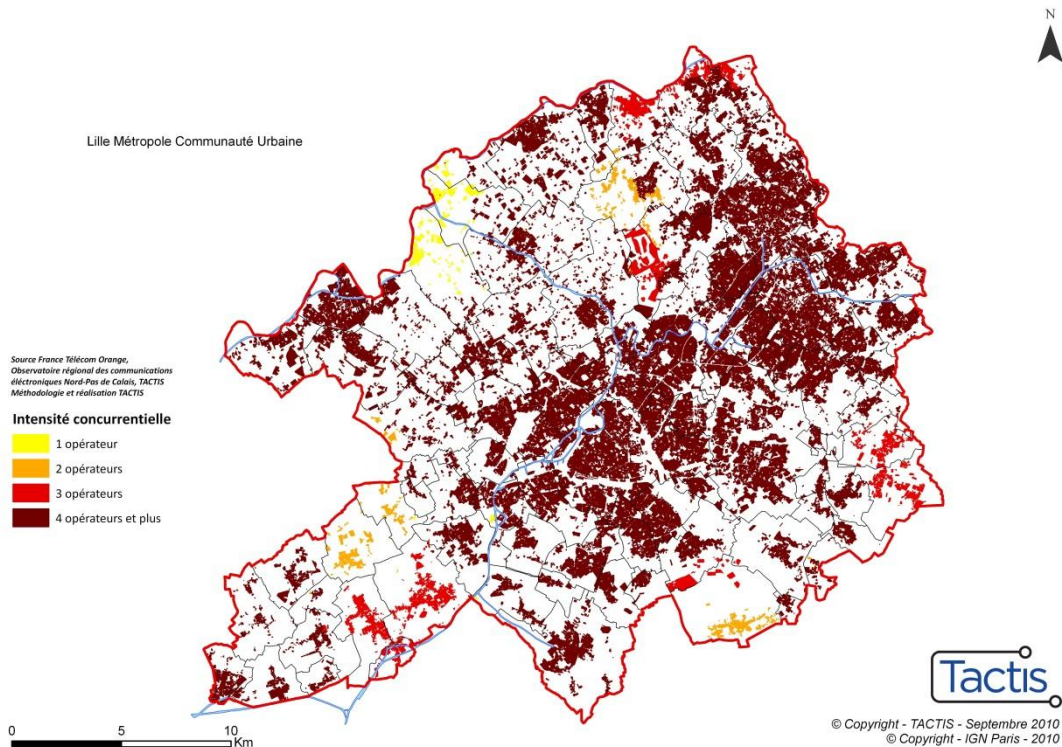 N
Lille Métropole Communauté Urbaine
Source France Télécom Orange,
Observatoire régional des communications
éléctroniques Nord-Pas de Calais, TACTIS
Méthodologie et réalisation TACTIS
Intensité concurrentielle
1 opérateur
2 opérateurs
3 opérateurs
4 opérateurs et plus
Tactis
0 5 10
Km
© Copyright - TACTIS - Septembre 2010
© Copyright - IGN Paris - 2010